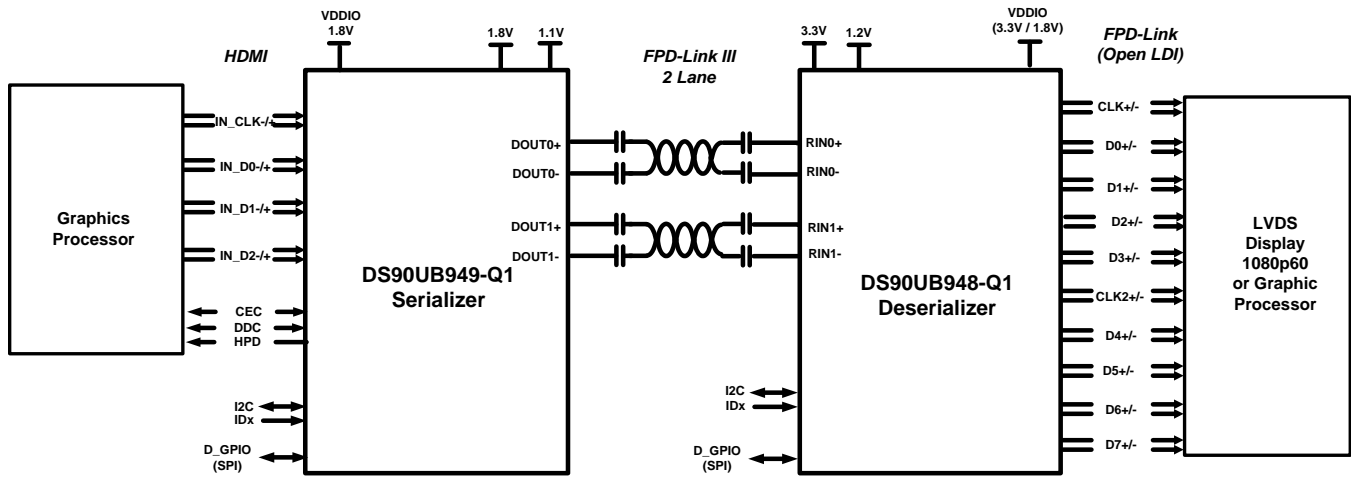 HDMI
VDDIO
1.8V
1.8V
1.1V
FPD-Link III
2 Lane
3.3V
1.2V
VDDIO
(3.3V / 1.8V)
FPD-Link
(Open LDI)
Graphics
Processor
IN_CLK-/+
IN_D0-/+
IN_D1-/+
IN_D2-/+
CEC
DDC
HPD
I2C
IDx
D_GPIO
(SPI)
DOUT0+
DOUT0-
DOUT1+
DOUT1-
DS90UB949-Q1
Serializer
RIN0+
RIN0-
RIN1+
RIN1-
DS90UB948-Q1
Deserializer
I2C
IDx
D_GPIO
(SPI)
CLK+/-
D0+/-
D1+/-
D2+/-
D3+/-
CLK2+/-
D4+/-
D5+/-
D6+/-
D7+/-
LVDS
Display
1080p60
or Graphic
Processor